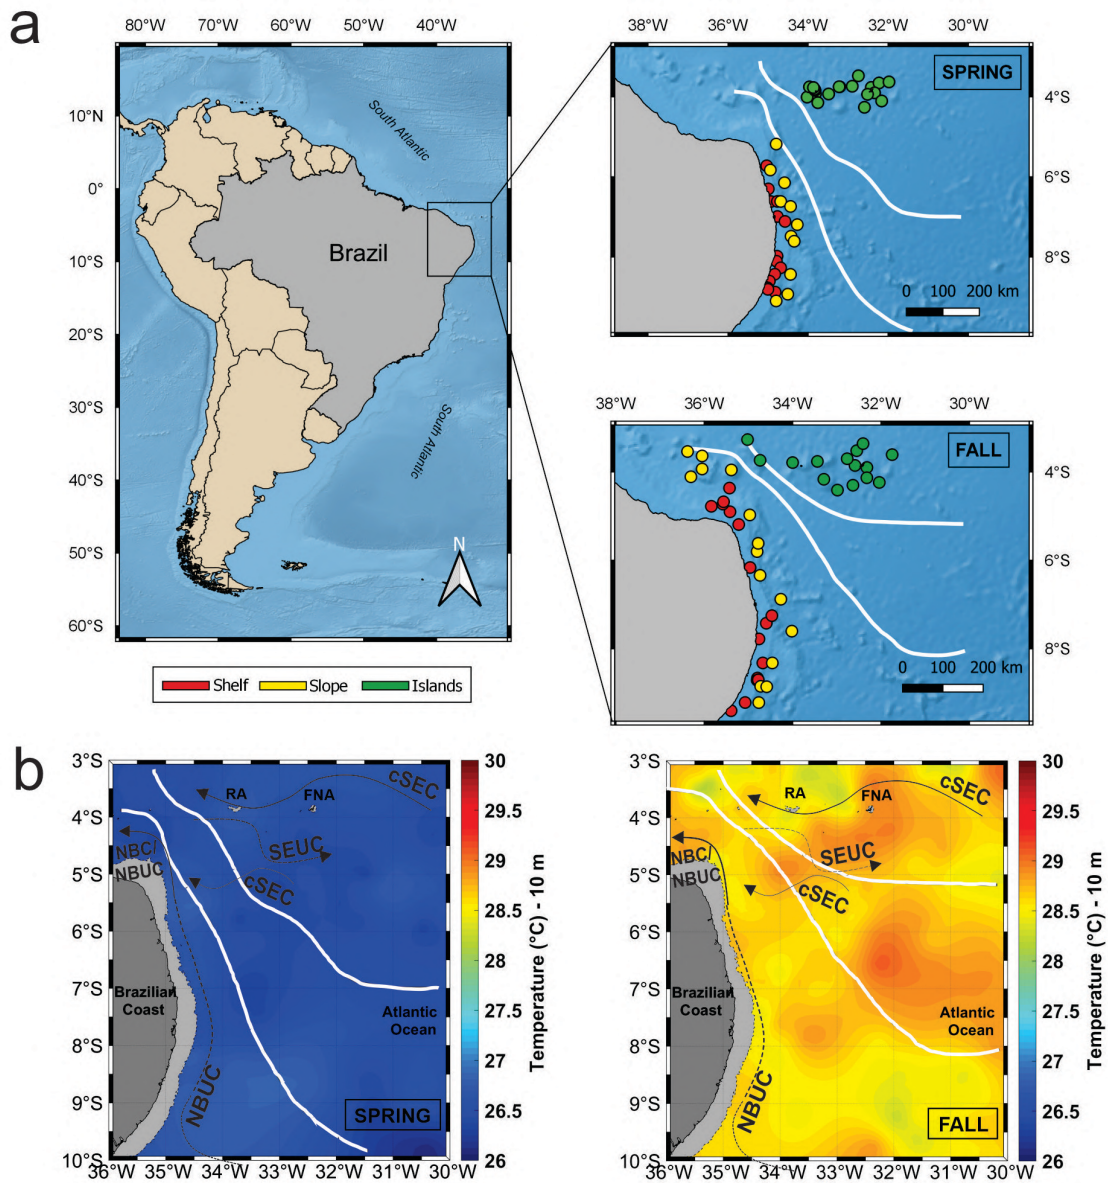 a
80°W 70°W 60°W 50°W 40°W
10°N
0°
10°S
20°S
30°S
40°S
50°S
60°S
South Atlantic
Brazil
South Atlantic
N
Shelf Slope Islands
38°W 36°W 34°W 32°W 30°W
SPRING
4°S
6°S
8°S
0 100 200 km
38°W 36°W 34°W 32°W 30°W
FALL
4°S
6°S
8°S
0 100 200 km
b
3°S
4°S
5°S
6°S
7°S
8°S
9°S
10°S
36°W 35°W 34°W 33°W 32°W 31°W 30°W
cSEC
RA FNA
SEUC
NBC/
NBUC
cSEC
Brazilian
Coast
Atlantic
Ocean
NBUC
SPRING
30
29.5
29
28.5
28
27.5
27
26.5
26
Temperature (°C) - 10 m
3°S
4°S
5°S
6°S
7°S
8°S
9°S
10°S
36°W 35°W 34°W 33°W 32°W 31°W 30°W
cSEC
RA FNA
SEUC
NBC/
NBUC
cSEC
Brazilian
Coast
Atlantic
Ocean
NBUC
FALL
30
29.5
29
28.5
28
27.5
27
26.5
26
Temperature (°C) - 10 m